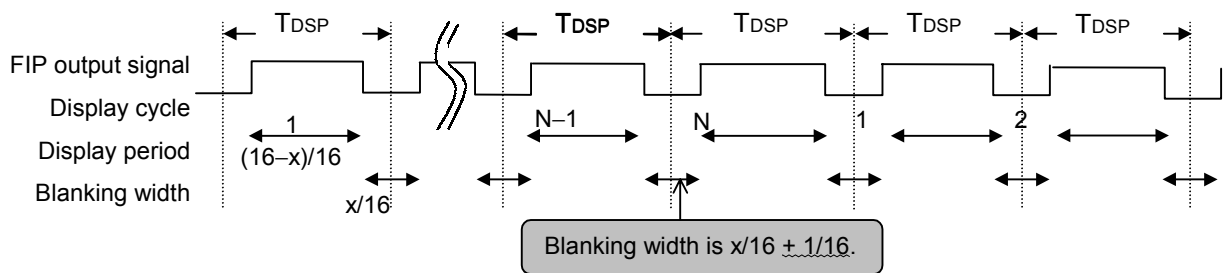 TDSP TDSP TDSP TDSP TDSP
FIP output signal
Display cycle
1 N–1 N 1 2
Display period
(16–x)/16
Blanking width
x/16
Blanking width is x/16 + 1/16.